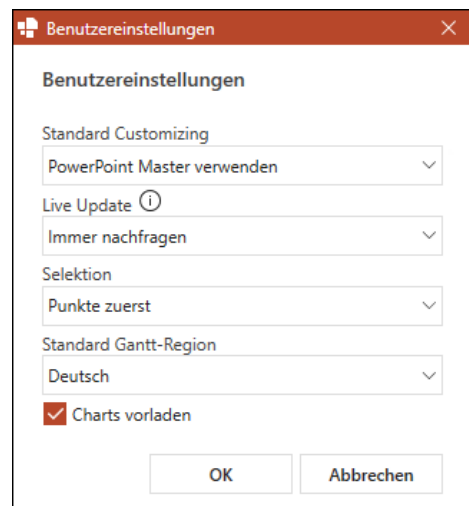 Benutzereinstellungen
Benutzereinstellungen
Standard Customizing
PowerPoint Master verwenden
Live Update
Immer nachfragen
Selektion
Punkte zuerst
Standard Gantt-Region
Deutsch
Charts vorladen
OK Abbrechen